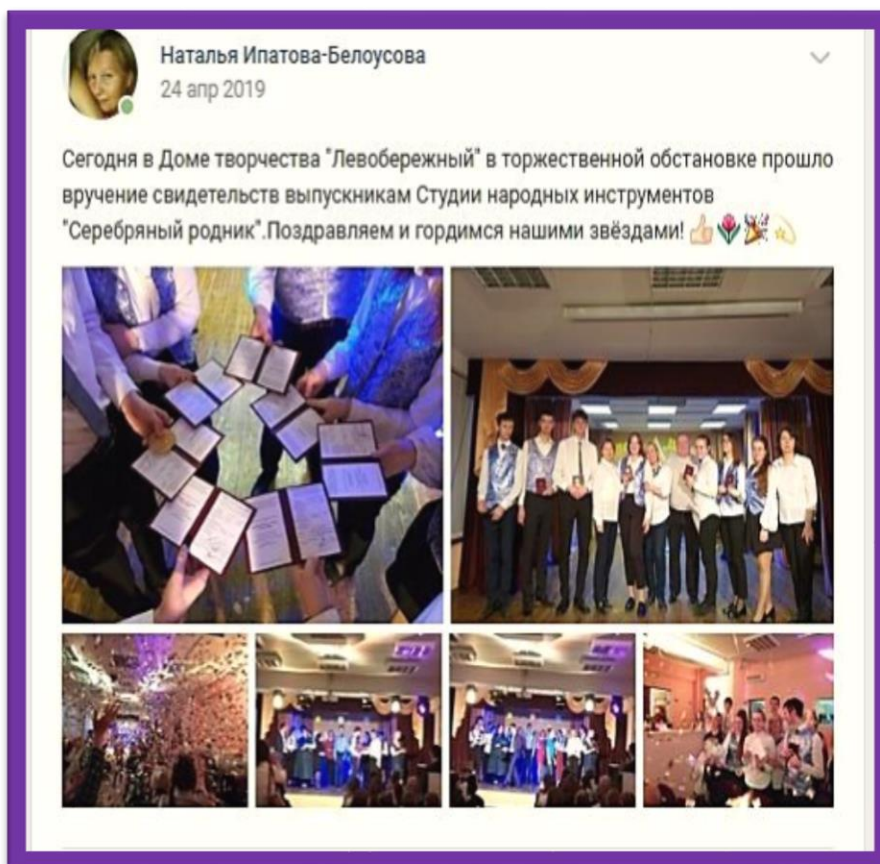 Наталья Ипатова-Белоусова
24 апр 2019
Сегодня в Доме творчества "Левобережный" в торжественной обстановке прошло
вручение свидетельств выпускникам Студии народных инструментов
"Серебряный родник".Поздравляем и гордимся нашими звёздами! 👍🏻🌷🎉💫